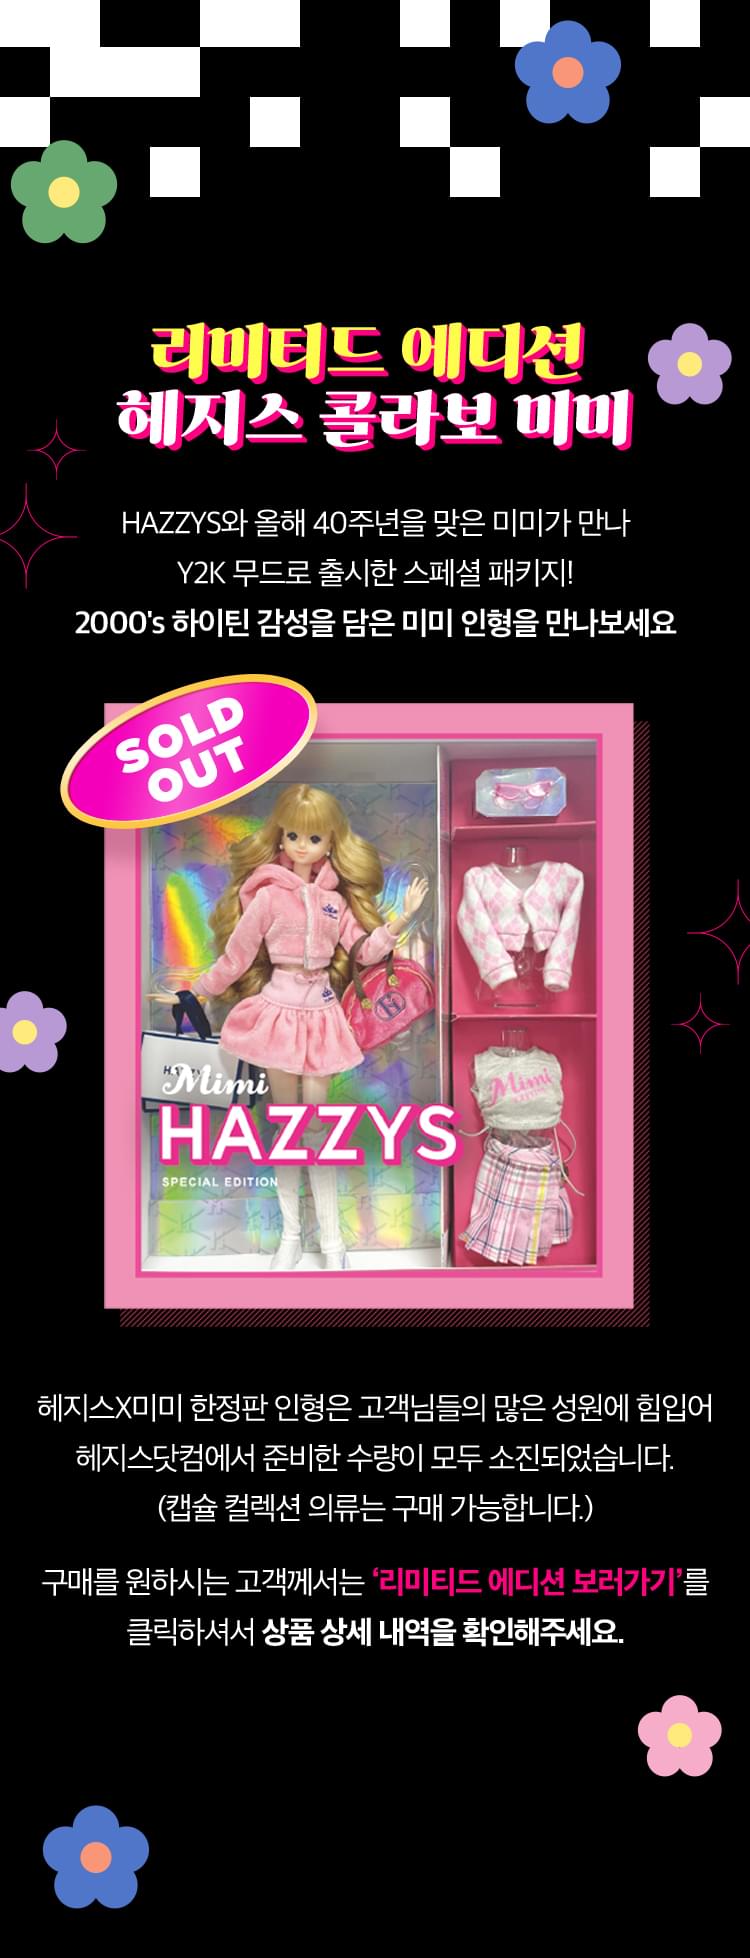 리미티드 에디션
헤지스 콜라보 미미
HAZZYS와 올해 40주년을 맞은 미미가 만나
Y2K 무드로 출시한 스페셜 패키지!
2000's 하이틴 감성을 담은 미미 인형을 만나보세요
SOLD
OUT
Mimi
Mimi
HAZZYS
SPECIAL EDITION
헤지스X미미 한정판 인형은 고객님들의 많은 성원에 힘입어
헤지스닷컴에서 준비한 수량이 모두 소진되었습니다.
(캡슐 컬렉션 의류는 구매 가능합니다.)
구매를 원하시는 고객께서는 ‘리미티드 에디션 보러가기’를
클릭하셔서 상품 상세 내역을 확인해주세요.